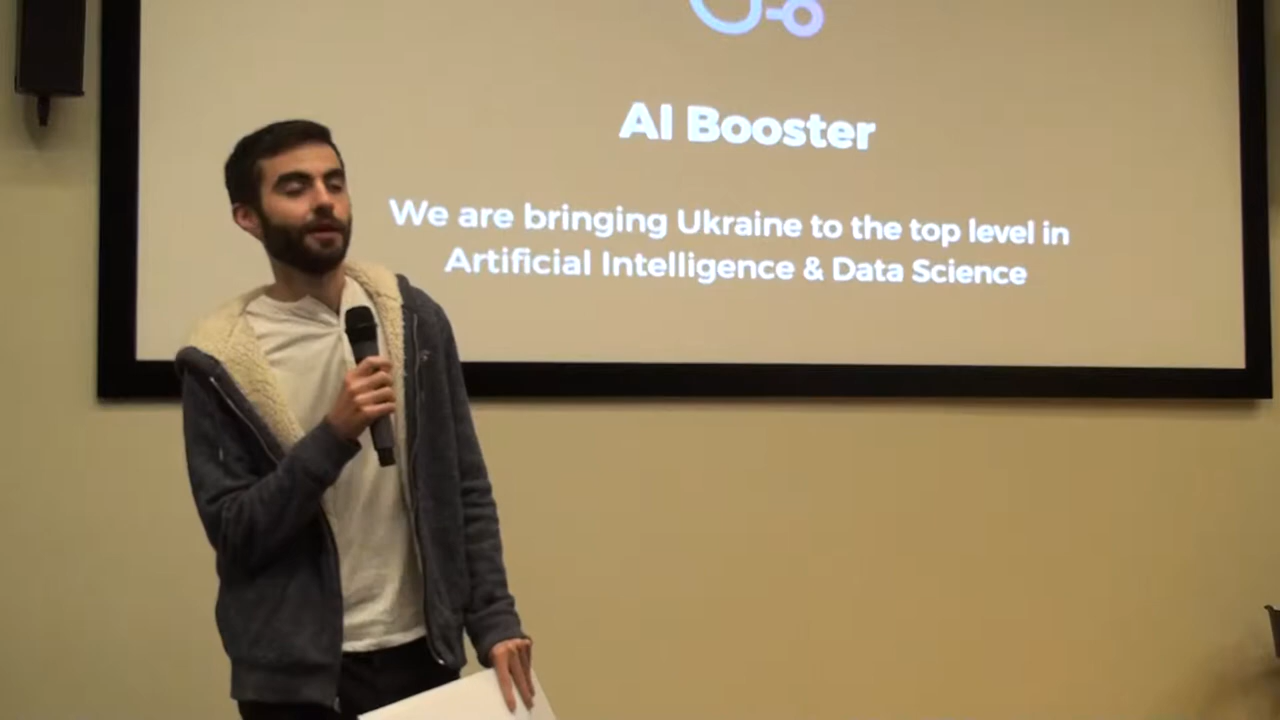 AI Booster
We are bringing Ukraine to the top level in
Artificial Intelligence & Data Science